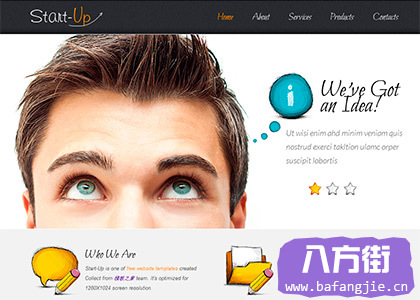 Start-Up
Home About Services Products Contacts
We've Got
an Idea!
Ut wisi enim ahd minim veniam quis
nostrud exerci taktlion ulamc orper
suscipit lobortis
Who We Are
Start-Up is one of free website templates created
Collect from 模板之家 team. It's optimized for
1280X1024 screen resolution.
八方街
www.bafangjie.cn